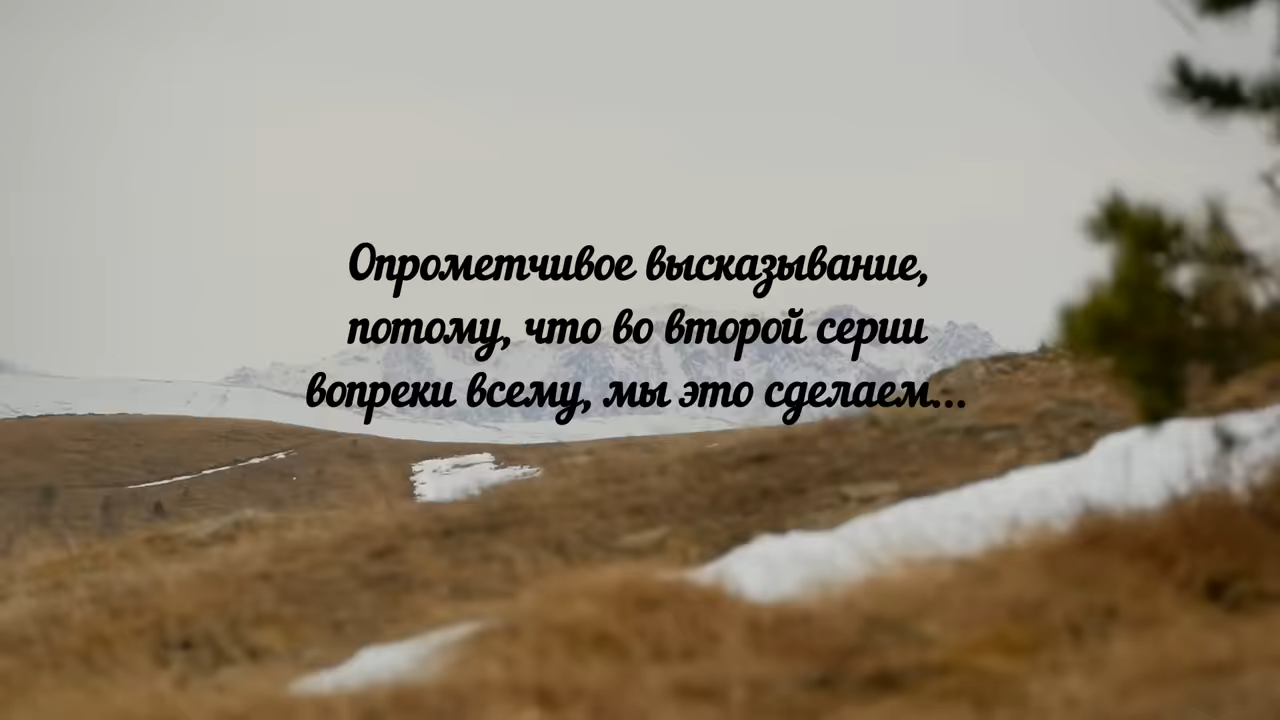 Опрометчивое высказывание,
потому, что во второй серии
вопреки всему, мы это сделаем...